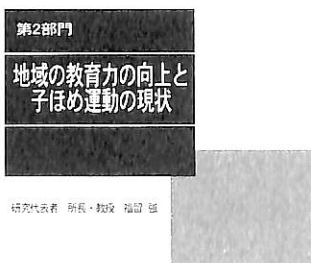 第2部門
地域の教育力の向上と
子ほめ運動の現状
研究代表者 所長・教授 福留 強